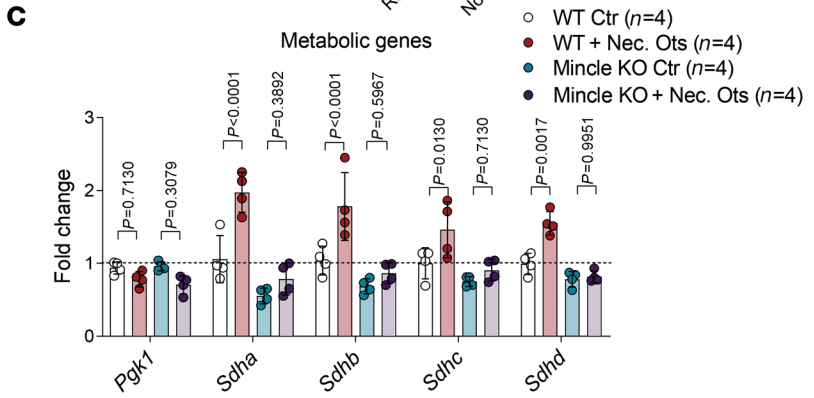 c
Metabolic genes
WT Ctr (n=4)
WT + Nec. Ots (n=4)
Mincle KO Ctr (n=4)
Mincle KO + Nec. Ots (n=4)
Fold change
3
2
1
0
P=0.7130
P=0.3079
P<0.0001
P=0.3892
P<0.0001
P=0.5967
P=0.0130
P=0.7130
P=0.0017
P=0.9951
Pgk1
Sdha
Sdhb
Sdhc
Sdhd